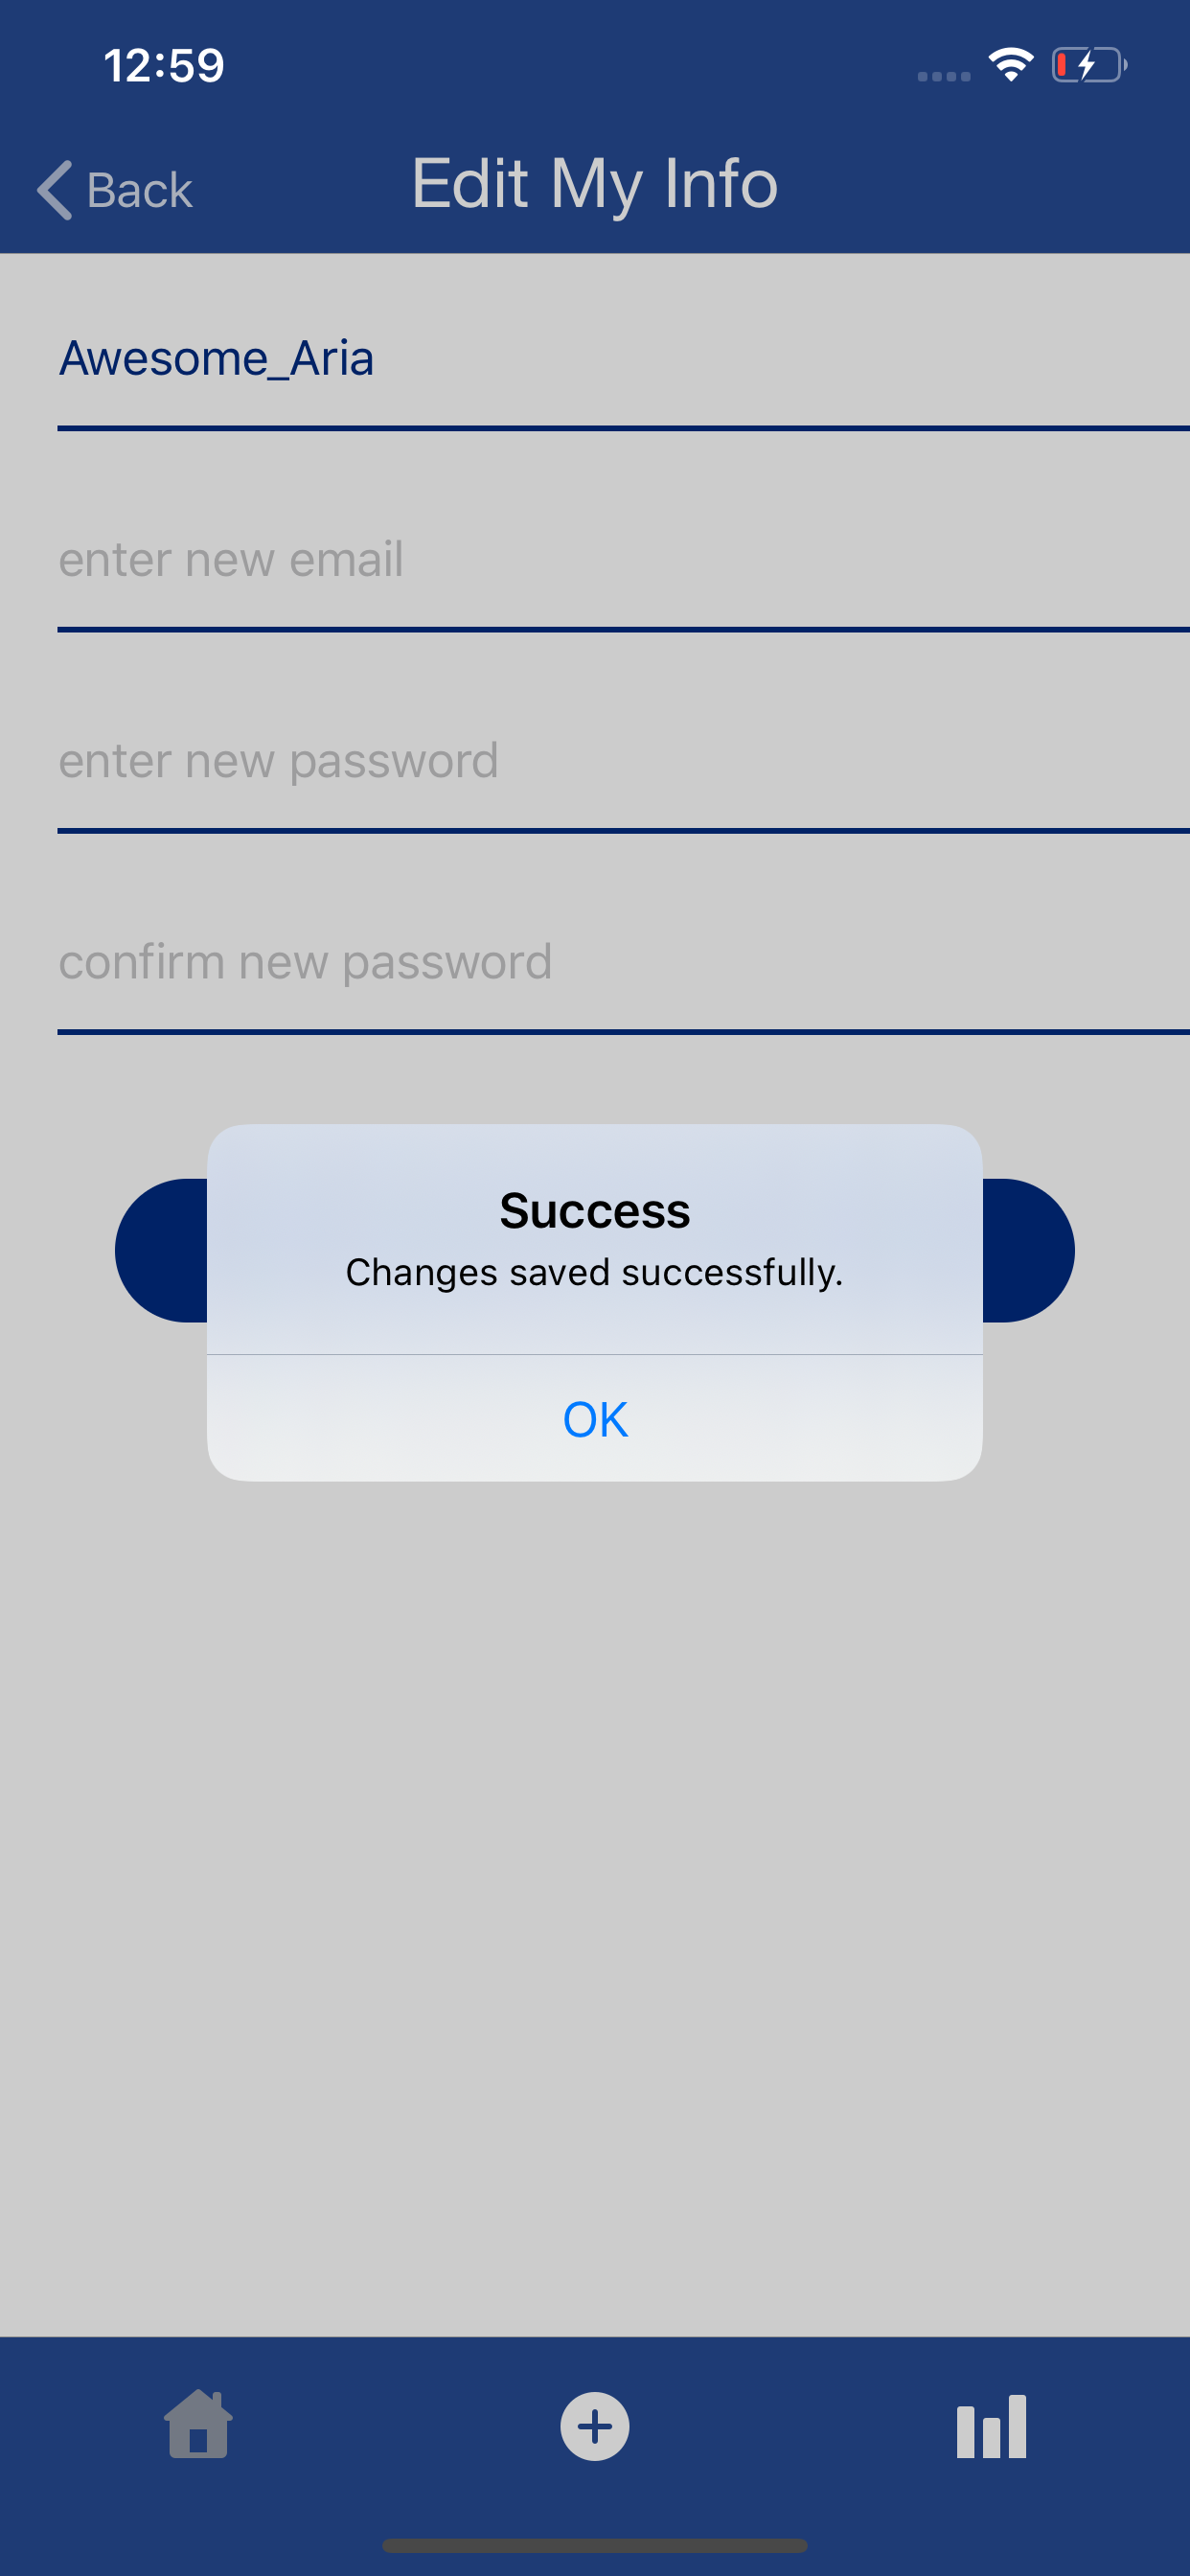 12:59
Back
Edit My Info
Awesome_Aria
enter new email
enter new password
confirm new password
Success
Changes saved successfully.
OK